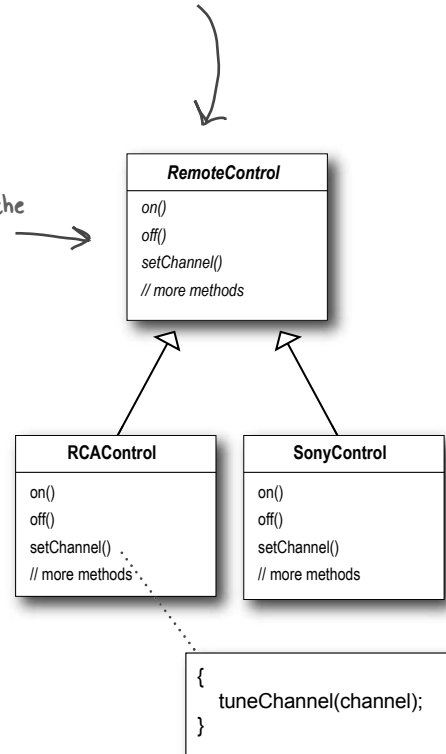 the
RemoteControl
on()
off()
setChannel()
// more methods
RCAControl
on()
off()
setChannel()
// more methods
SonyControl
on()
off()
setChannel()
// more methods
{
tuneChannel(channel);
}